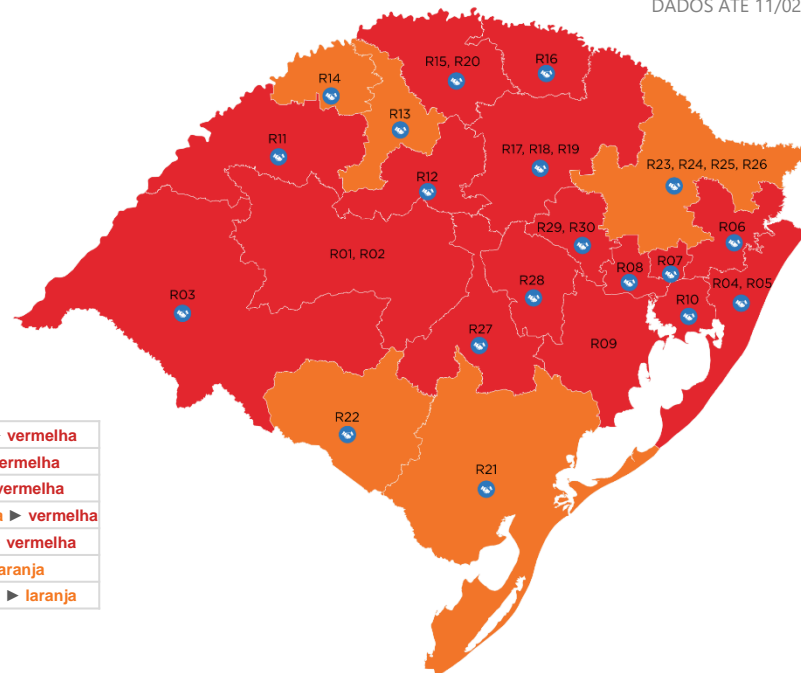 DADOS ATÉ 11/02
R16
R15, R20
R14
R13
R11
R17, R18, R19
R23, R24, R25, R26
R12
R29, R30
R06
R01, R02
R08
R07
R28
R04, R05
R03
R10
R27
R09
R22
R21
vermelha
vermelha
► vermelha
vermelha
laranja
► laranja